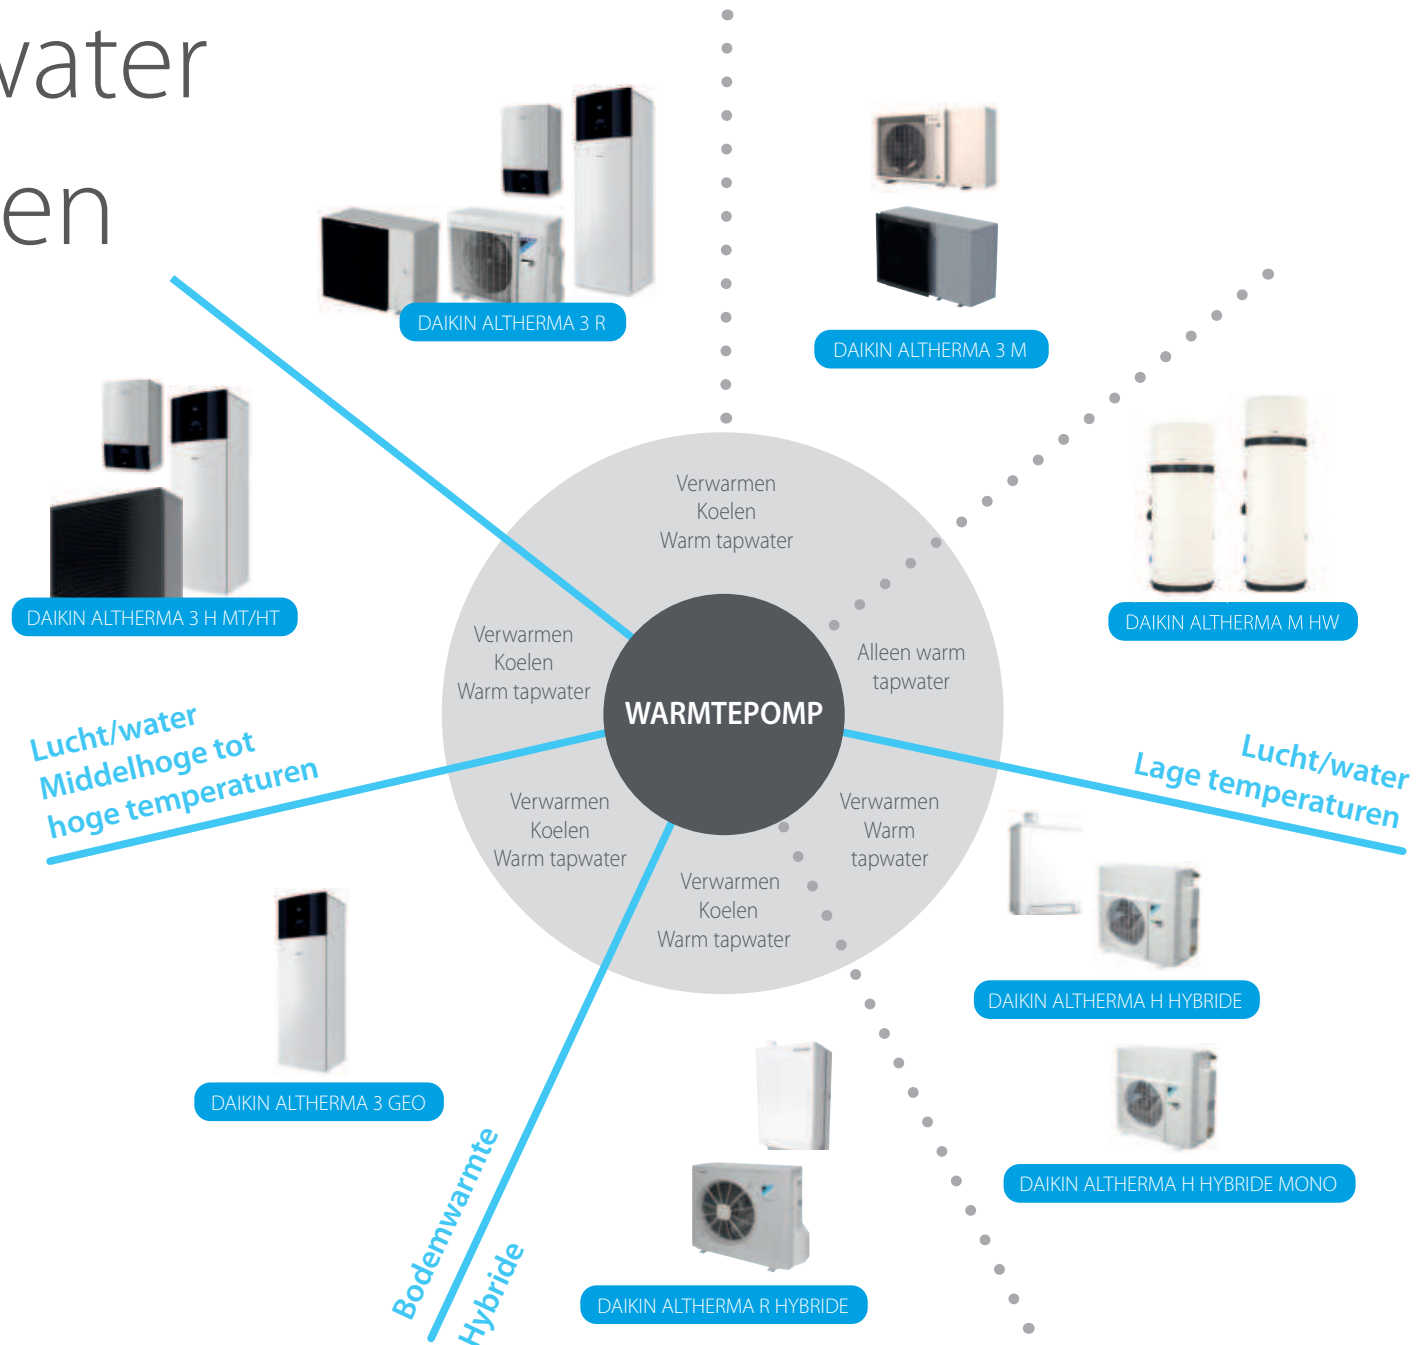 water
en
DAIKIN ALTHERMA 3 R
DAIKIN ALTHERMA 3 M
DAIKIN ALTHERMA 3 H MT/HT
DAIKIN ALTHERMA M HW
Verwarmen
Koelen
Warm tapwater
Verwarmen
Koelen
Warm tapwater
Alleen warm
tapwater
WARMTEPOMP
Lucht/water
Middelhoge tot
hoge temperaturen
Lucht/water
Lage temperaturen
Verwarmen
Koelen
Warm tapwater
Verwarmen
Warm
tapwater
Verwarmen
Koelen
Warm tapwater
DAIKIN ALTHERMA H HYBRIDE
DAIKIN ALTHERMA 3 GEO
DAIKIN ALTHERMA H HYBRIDE MONO
Bodemwarmte
Hybride
DAIKIN ALTHERMA R HYBRIDE